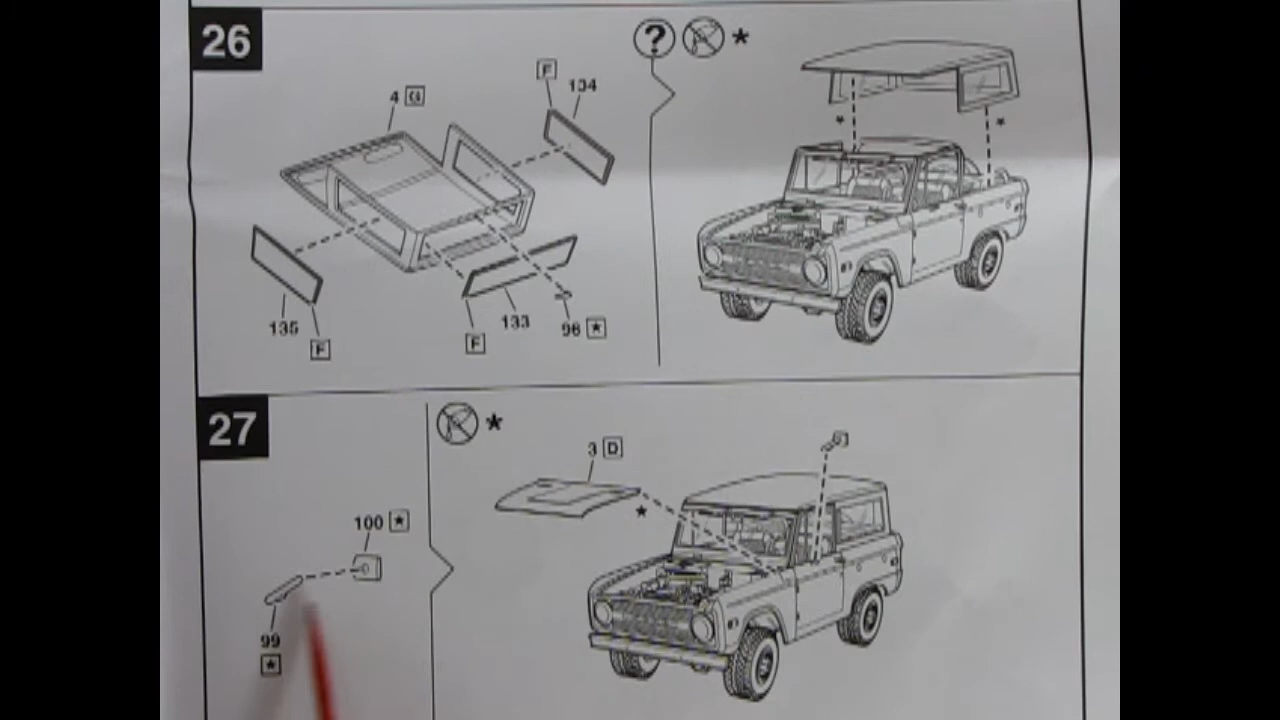 26
? ★
F 134
4 G
★ ★
135
133
96 ★
F
F
27
★
3 D
★
100 ★
99
★